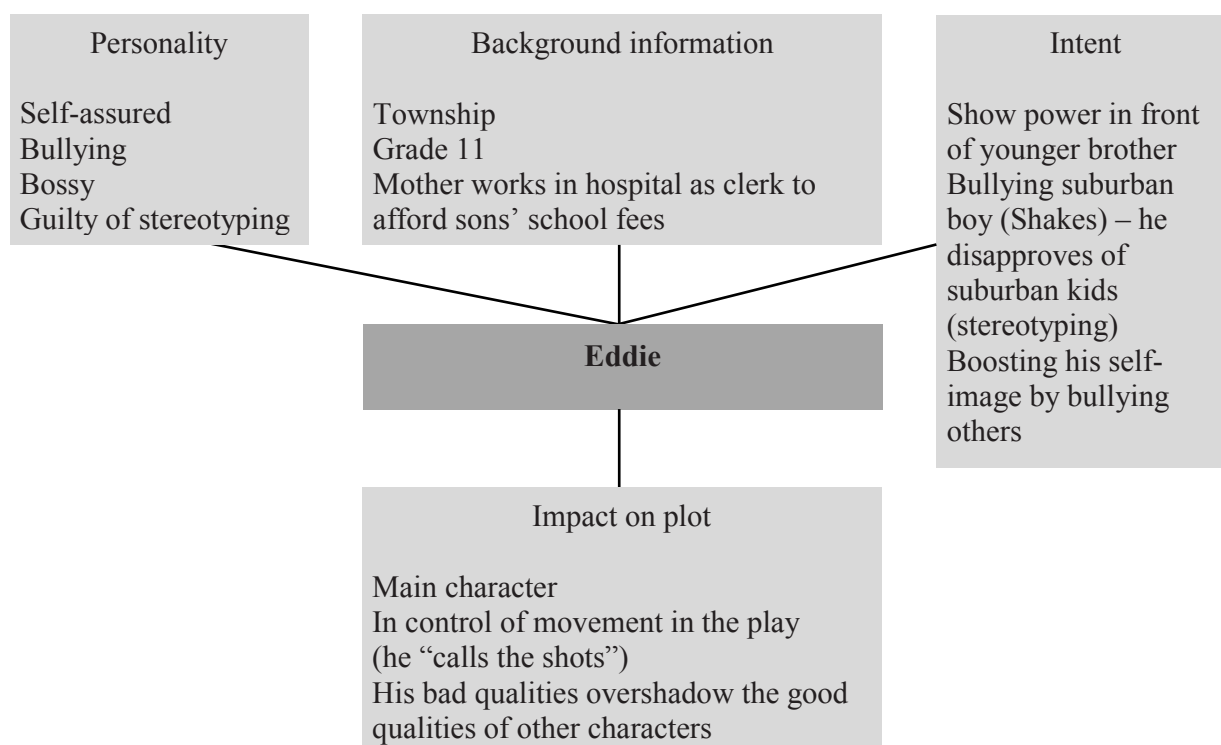 Personality
Self-assured
Bullying
Bossy
Guilty of stereotyping
Background information
Township
Grade 11
Mother works in hospital as clerk to
afford sons’ school fees
Intent
Show power in front
of younger brother
Bullying suburban
boy (Shakes) – he
disapproves of
suburban kids
(stereotyping)
Boosting his self-
image by bullying
others
Eddie
Impact on plot
Main character
In control of movement in the play
(he “calls the shots”)
His bad qualities overshadow the good
qualities of other characters